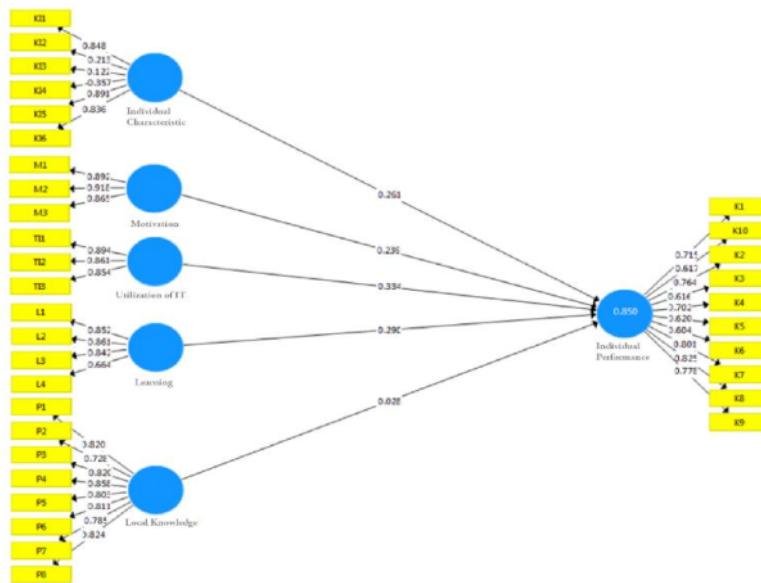 KI1
KI2
KI3
KI4
KI5
KI6
0.848
0.213
0.122
0.357
0.891
0.836
Individual
Characteristic
M1
M2
M3
0.892
0.918
0.865
Motivation
TI1
TI2
TI3
0.894
0.861
0.854
Utilization of IT
L1
L2
L3
L4
0.852
0.861
0.842
0.664
Learning
P1
P2
P3
P4
P5
P6
P7
P8
0.820
0.728
0.820
0.858
0.803
0.811
0.785
0.824
Local Knowledge
0.261
0.334
0.290
0.028
0.850
Individual
Performance
0.715
0.617
0.764
0.616
0.702
0.620
0.604
0.801
0.825
0.778
K1
K10
K2
K3
K4
K5
K6
K7
K8
K9